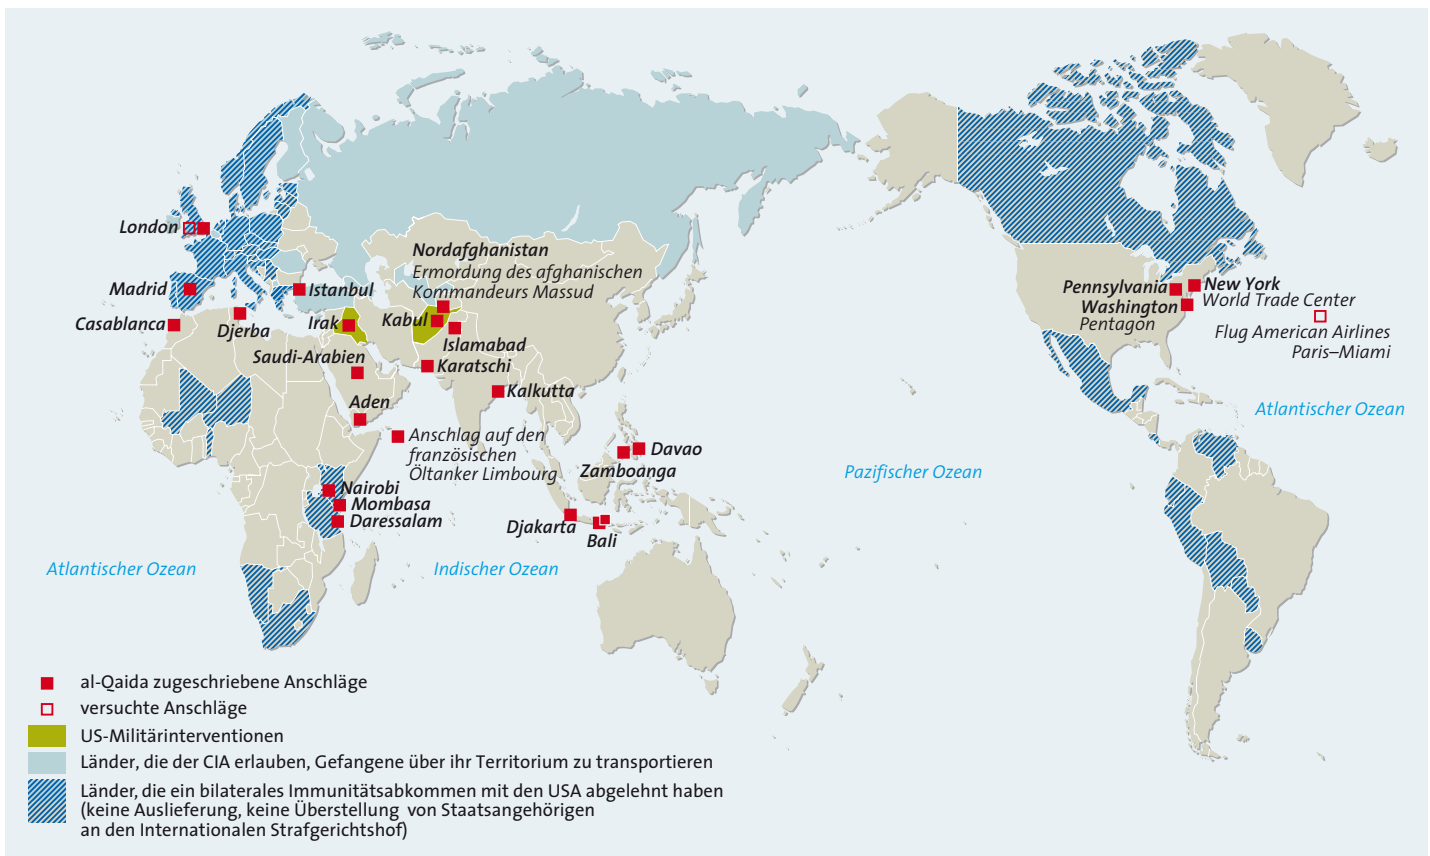 London
Madrid
Casablanca
Djerba
Istanbul
Irak
Saudi-Arabien
Aden
Nordafghanistan
Ermordung des afghanischen
Kommandeurs Massud
Kabul
Islamabad
Karatschi
Kalkutta
Anschlag auf den
französischen
Öltanker Limbourg
Nairobi
Mombasa
Daressalam
Davao
Zamboanga
Djakarta
Bali
Pennsylvania
Washington
Pentagon
New York
World Trade Center
Flug American Airlines
Paris–Miami
Atlantischer Ozean
Pazifischer Ozean
Atlantischer Ozean
Indischer Ozean
al-Qaida zugeschriebene Anschläge
versuchte Anschläge
US-Militärinterventionen
Länder, die der CIA erlauben, Gefangene über ihr Territorium zu transportieren
Länder, die ein bilaterales Immunitätsabkommen mit den USA abgelehnt haben
(keine Auslieferung, keine Überstellung von Staatsangehörigen
an den Internationalen Strafgerichtshof)